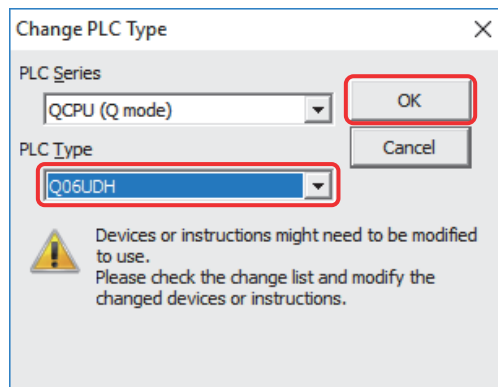 Change PLC Type
PLC Series
QCPU (Q mode)
OK
PLC Type
Cancel
Q06UDH
Devices or instructions might need to be modified
to use.
Please check the change list and modify the
changed devices or instructions.